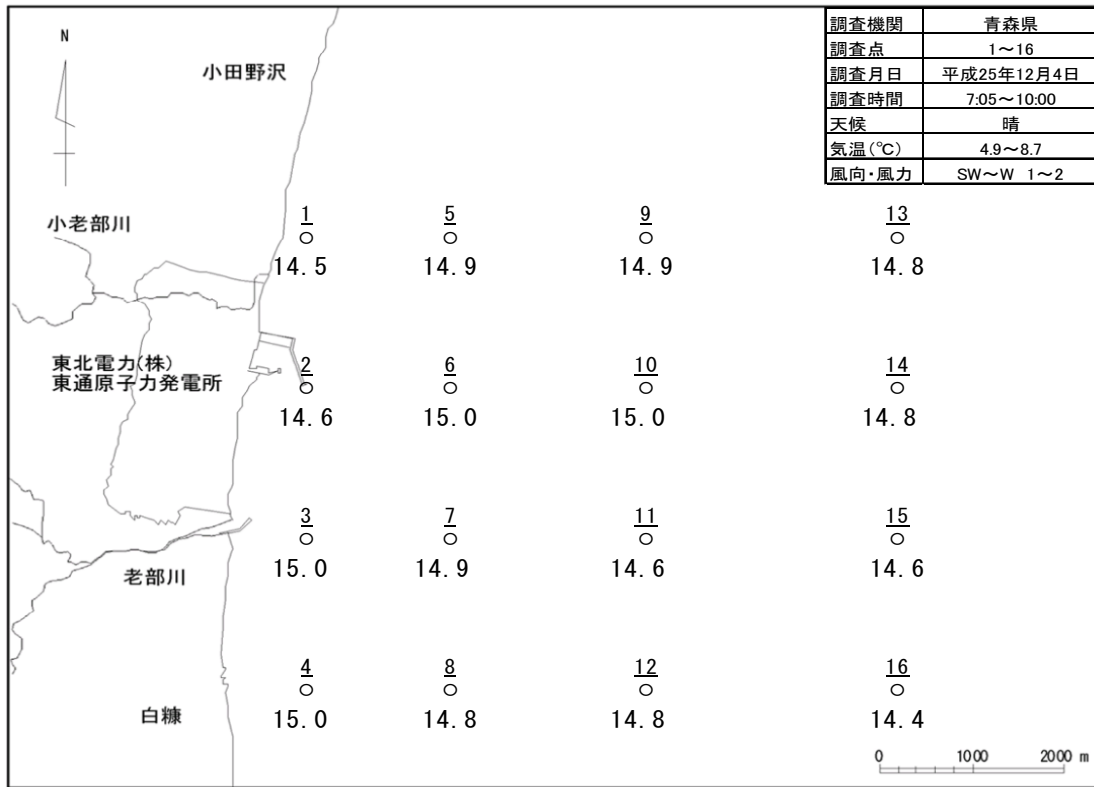 調査機関 青森県
調査点 1～16
調査月日 平成25年12月4日
調査時間 7:05～10:00
天候 晴
気温(℃) 4.9～8.7
風向・風力 SW～W 1～2
N
小田野沢
小老部川
1 5 9 13
14.5 14.9 14.9 14.8
東北電力(株)
東通原子力発電所
2 6 10 14
14.6 15.0 15.0 14.8
3 7 11 15
15.0 14.9 14.6 14.6
老部川
4 8 12 16
15.0 14.8 14.8 14.4
白糠
0 1000 2000 m